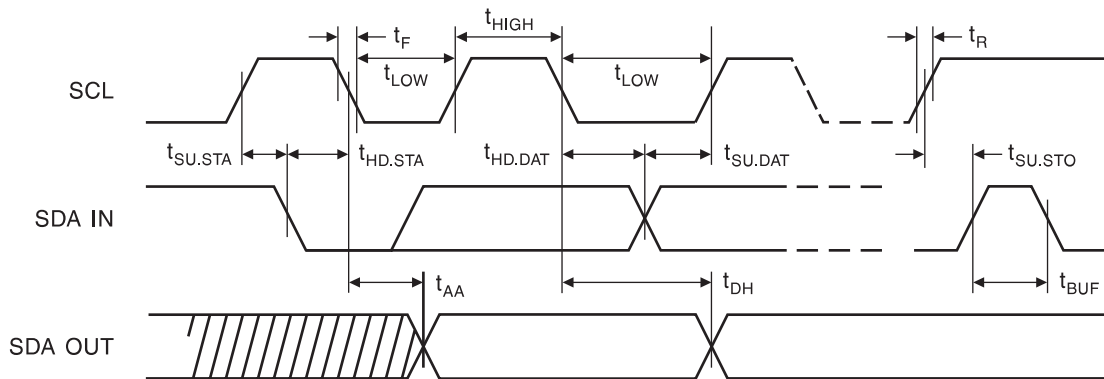 t_F t_HIGH t_R
SCL t_LOW t_LOW
t_SU.STA t_HD.STA t_HD.DAT t_SU.DAT t_SU.STO
SDA IN
t_AA t_DH t_BUF
SDA OUT